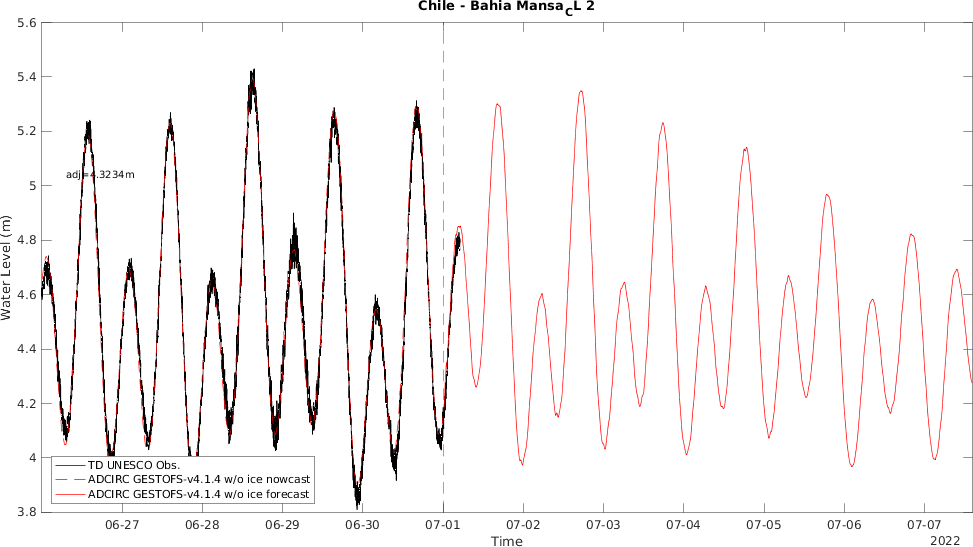 Chile - Bahia Mansa_CL 2
5.6
5.4
5.2
5
4.8
4.6
4.4
4.2
4
3.8
Water Level (m)
adj=4.3234m
TD UNESCO Obs.
ADCIRC GESTOFS-v4.1.4 w/o ice nowcast
ADCIRC GESTOFS-v4.1.4 w/o ice forecast
06-27 06-28 06-29 06-30 07-01 07-02 07-03 07-04 07-05 07-06 07-07
Time
2022